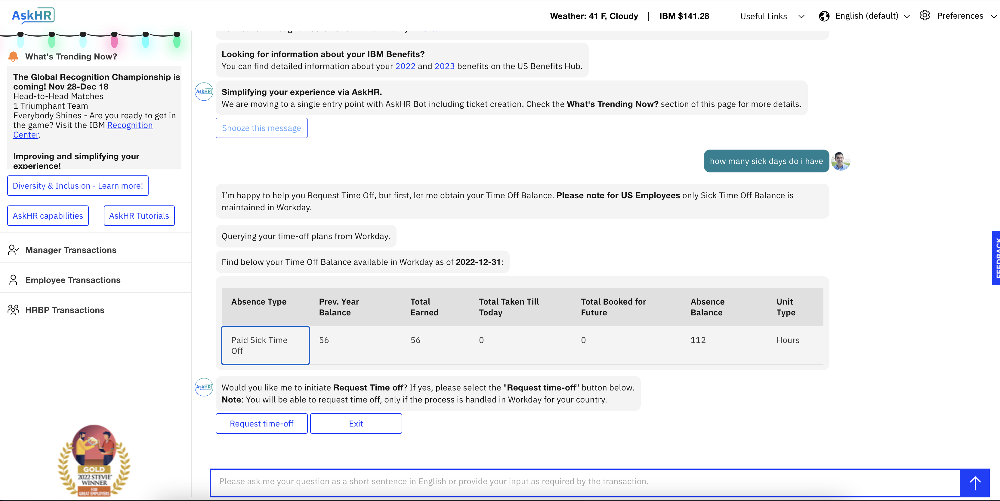 AskHR
Weather: 41 F, Cloudy | IBM $141.28
Useful Links
English (default)
Preferences
What's Trending Now?
The Global Recognition Championship is
coming! Nov 28-Dec 18
Head-to-Head Matches
1 Triumphant Team
Everybody Shines - Are you ready to get in
the game? Visit the IBM Recognition
Center.
Improving and simplifying your
experience!
Diversity & Inclusion - Learn more!
AskHR capabilities
AskHR Tutorials
Manager Transactions
Employee Transactions
HRBP Transactions
GOLD
2022 STEVIE®
WINNER
FOR
GREAT EMPLOYERS
Looking for information about your IBM Benefits?
You can find detailed information about your 2022 and 2023 benefits on the US Benefits Hub.
AskHR
Simplifying your experience via AskHR.
We are moving to a single entry point with AskHR Bot including ticket creation. Check the What's Trending Now? section of this page for more details.
Snooze this message
how many sick days do i have
I’m happy to help you Request Time Off, but first, let me obtain your Time Off Balance. Please note for US Employees only Sick Time Off Balance is
maintained in Workday.
Querying your time-off plans from Workday.
Find below your Time Off Balance available in Workday as of 2022-12-31:
Absence Type Prev. Year Total Total Taken Till Total Booked for Absence Unit
Balance Earned Today Future Balance Type
Paid Sick Time 56 56 0 0 112 Hours
Off
AskHR
Would you like me to initiate Request Time off? If yes, please select the "Request time-off" button below.
Note: You will be able to request time off, only if the process is handled in Workday for your country.
Request time-off
Exit
Please ask me your question as a short sentence in English or provide your input as required by the transaction.
FEEDBACK